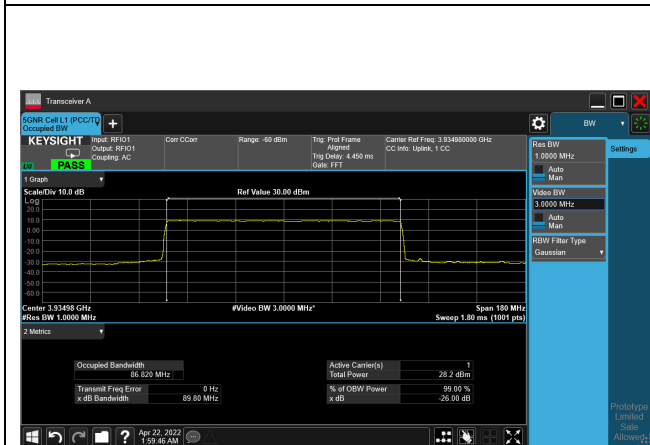 Transceiver A
5GNR Cell L1 (PCC/TD
Occupied BW
BW
KEYSIGHT
Input: RFIO1
Output: RFIO1
Coupling: AC
Corr CCorr
Range: -60 dBm
Trig: Prof Frame
Aligned
Trig Delay: 4.450 ms
Gate: FFT
Carrier Ref Freq: 3.934980000 GHz
CC Info: Uplink, 1 CC
PASS
Res BW
1.0000 MHz
Auto
Man
Settings
Video BW
3.0000 MHz
Auto
Man
RBW Filter Type
Gaussian
1 Graph
Scale/Div 10.0 dB
Ref Value 30.00 dBm
Log
20.0
10.0
0.00
-10.0
-20.0
-30.0
-40.0
-50.0
-60.0
Center 3.93498 GHz
#Video BW 3.0000 MHz*
Span 180 MHz
#Res BW 1.0000 MHz
Sweep 1.80 ms (1001 pts)
2 Metrics
Occupied Bandwidth
86.820 MHz
Active Carrier(s) 1
Total Power 28.2 dBm
Transmit Freq Error 0 Hz
x dB Bandwidth 89.80 MHz
% of OBW Power 99.00 %
x dB -26.00 dB
Prototype
Limited
Sale
Allowed
Apr 22, 2022
1:59:46 AM